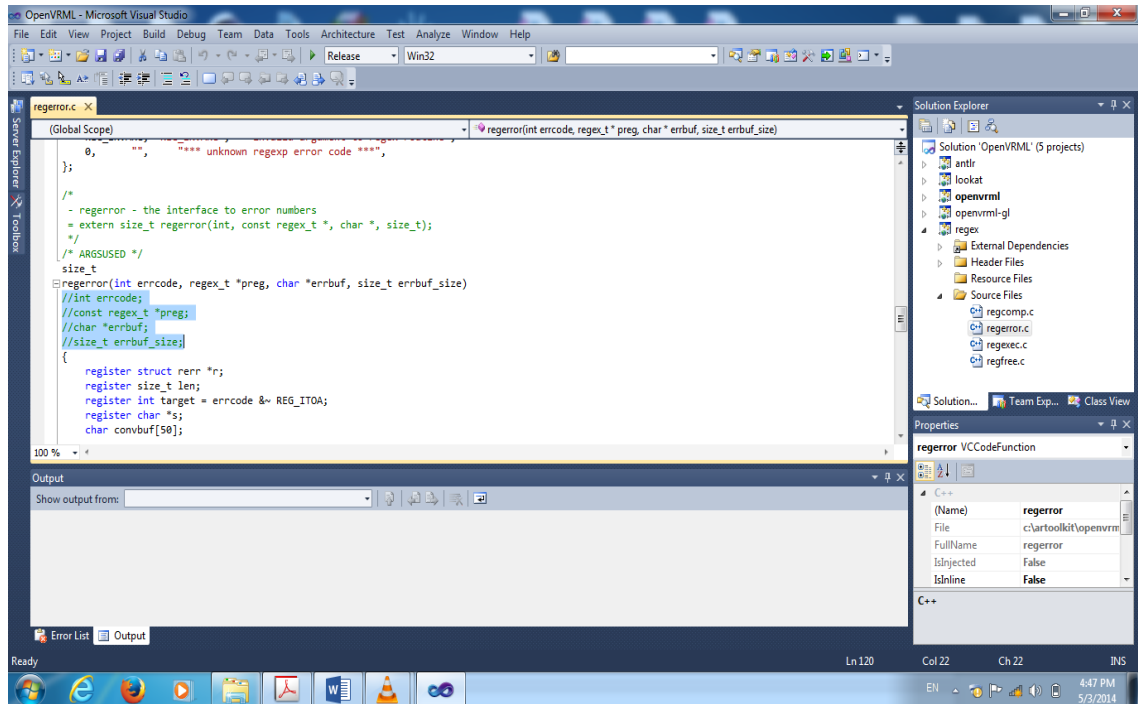 OpenVRML - Microsoft Visual Studio
File Edit View Project Build Debug Team Data Tools Architecture Test Analyze Window Help
Release Win32
regerror.c
(Global Scope) regerror(int errcode, regex_t * preg, char * errbuf, size_t errbuf_size)
0, "", "*** unknown regexp error code ***",
};
/*
- regerror - the interface to error numbers
= extern size_t regerror(int, const regex_t *, char *, size_t);
*/
/* ARGSUSED */
size_t
regerror(int errcode, regex_t *preg, char *errbuf, size_t errbuf_size)
//int errcode;
//const regex_t *preg;
//char *errbuf;
//size_t errbuf_size;
{
register struct rerr *r;
register size_t len;
register int target = errcode &~ REG_ITOA;
register char *s;
char convbuf[50];
100 %
Server Explorer
Toolbox
Output
Show output from:
Error List Output
Solution Explorer
Solution 'OpenVRML' (5 projects)
antlr
lookat
openvrml
openvrml-gl
regex
External Dependencies
Header Files
Resource Files
Source Files
regcomp.c
regerror.c
regexec.c
regfree.c
Solution... Team Exp... Class View
Properties
regerror VCCodeFunction
C++
(Name) regerror
File c:\artoolkit\openvrm
FullName regerror
IsInjected False
IsInline False
C++
Ready Ln 120 Col 22 Ch 22 INS
EN 4:47 PM
5/3/2014